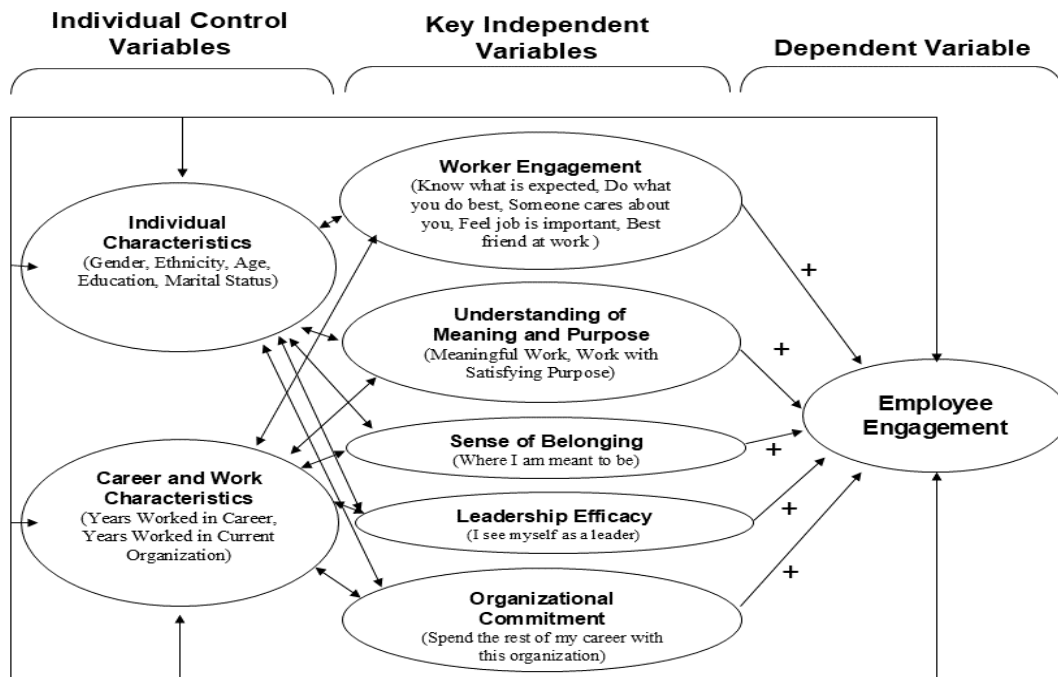 Individual Control
Variables
Key Independent
Variables
Dependent Variable
Individual
Characteristics
(Gender, Ethnicity, Age,
Education, Marital Status)
Career and Work
Characteristics
(Years Worked in Career,
Years Worked in Current
Organization)
Worker Engagement
(Know what is expected, Do what
you do best, Someone cares about
you, Feel job is important, Best
friend at work )
Understanding of
Meaning and Purpose
(Meaningful Work, Work with
Satisfying Purpose)
Sense of Belonging
(Where I am meant to be)
Leadership Efficacy
(I see myself as a leader)
Organizational
Commitment
(Spend the rest of my career with
this organization)
+
+
+
+
+
Employee
Engagement